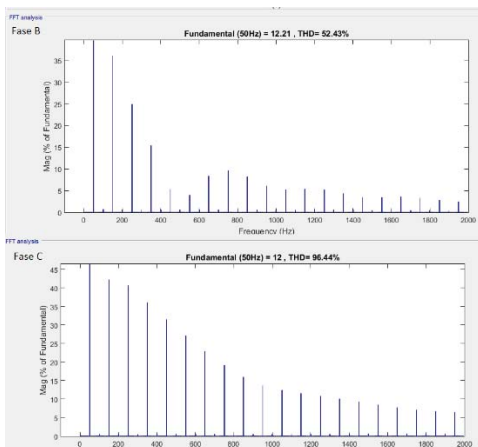 FFT analysis
Fase B
Fundamental (50Hz) = 12.21 , THD= 52.43%
Mag (% of Fundamental)
35
30
25
20
15
10
5
0
0 200 400 600 800 1000 1200 1400 1600 1800 2000
Frequency (Hz)
FFT analysis
Fase C
Fundamental (50Hz) = 12 , THD= 96.44%
Mag (% of Fundamental)
45
40
35
30
25
20
15
10
5
0
0 200 400 600 800 1000 1200 1400 1600 1800 2000